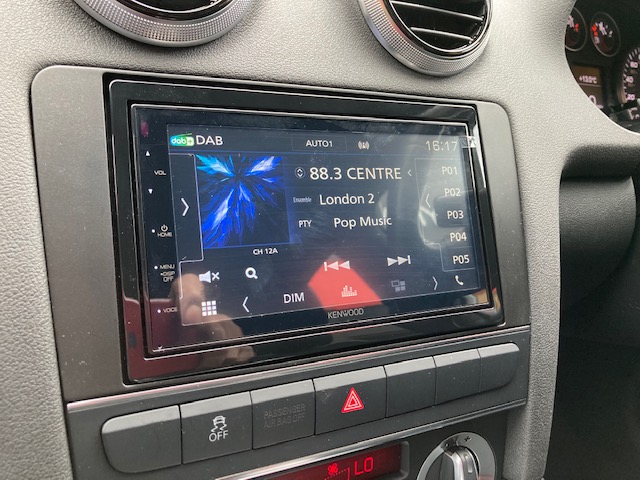 DAB
AUTO1
16:17
VOL
88.3 CENTRE
P01
P02
Ensemble London 2
P03
PTY Pop Music
P04
HOME
CH 12A
P05
MENU
DISP OFF
DIM
VOICE
KENWOOD
OFF
PASSENGER
AIR BAG OFF
LO